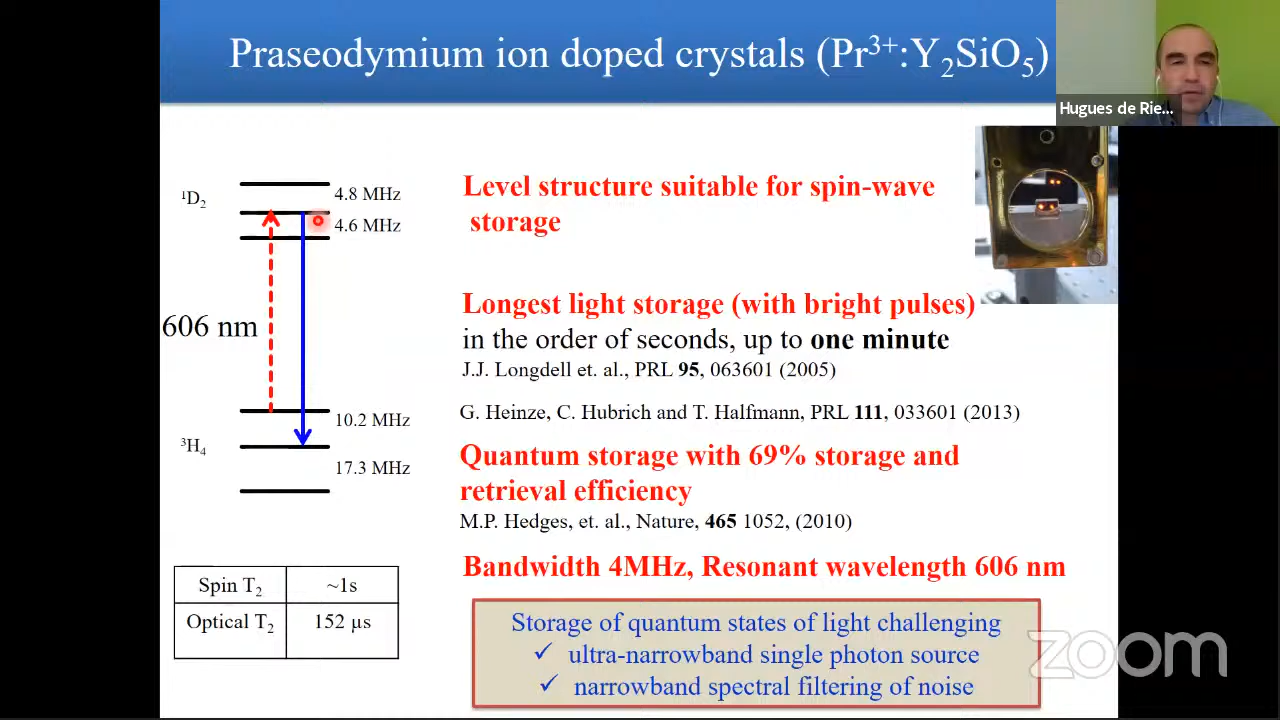 Praseodymium ion doped crystals (Pr³⁺:Y₂SiO₅)
Hugues de Rie...
¹D₂
4.8 MHz
4.6 MHz
606 nm
10.2 MHz
³H₄
17.3 MHz
Spin T₂ ~1s
Optical T₂ 152 µs
Level structure suitable for spin-wave
storage
Longest light storage (with bright pulses)
in the order of seconds, up to one minute
J.J. Longdell et. al., PRL 95, 063601 (2005)
G. Heinze, C. Hubrich and T. Halfmann, PRL 111, 033601 (2013)
Quantum storage with 69% storage and
retrieval efficiency
M.P. Hedges, et. al., Nature, 465 1052, (2010)
Bandwidth 4MHz, Resonant wavelength 606 nm
Storage of quantum states of light challenging
✓ ultra-narrowband single photon source
✓ narrowband spectral filtering of noise
zoom